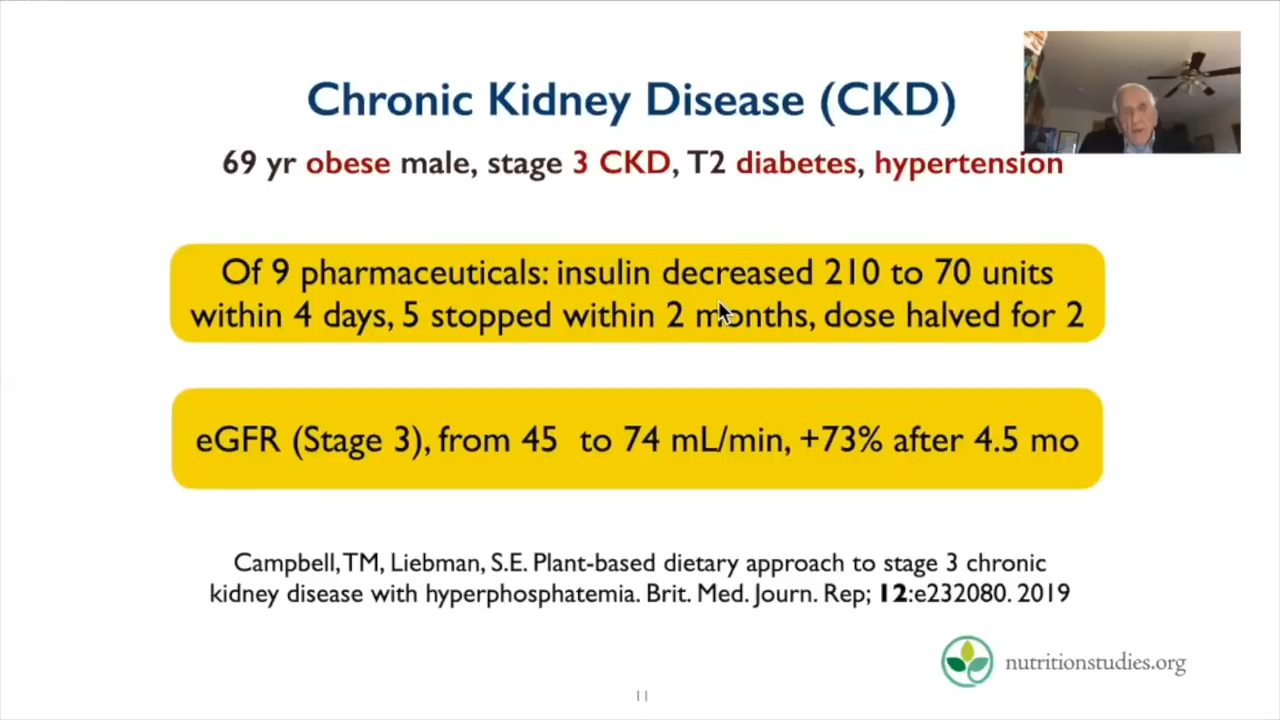 Chronic Kidney Disease (CKD)
69 yr obese male, stage 3 CKD, T2 diabetes, hypertension
Of 9 pharmaceuticals: insulin decreased 210 to 70 units
within 4 days, 5 stopped within 2 months, dose halved for 2
eGFR (Stage 3), from 45  to 74 mL/min, +73% after 4.5 mo
Campbell, TM, Liebman, S.E. Plant-based dietary approach to stage 3 chronic
kidney disease with hyperphosphatemia. Brit. Med. Journ. Rep; 12:e232080. 2019
nutritionstudies.org
11